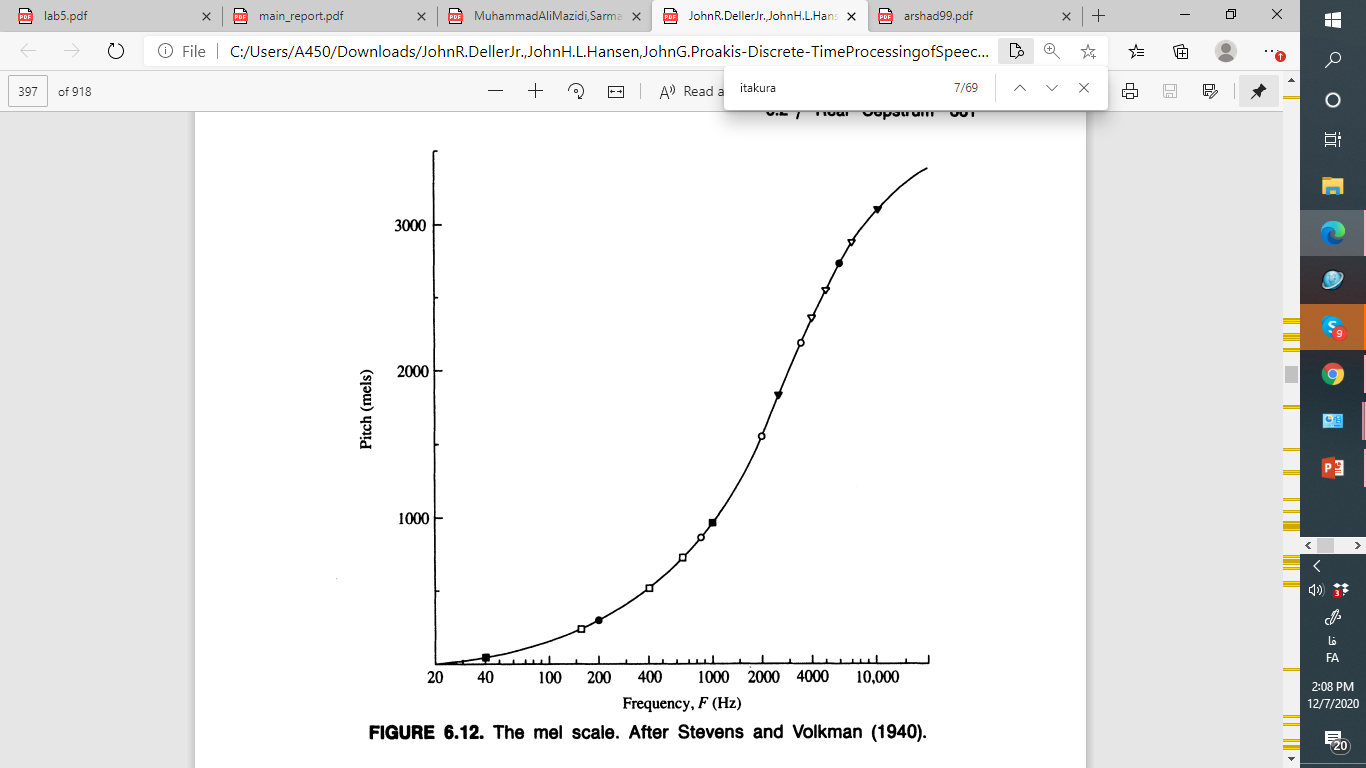 lab5.pdf
main_report.pdf
MuhammadAliMazidi,Sarma
JohnR.DellerJr.,JohnH.L.Hans
arshad99.pdf
File
C:/Users/A450/Downloads/JohnR.DellerJr.,JohnH.L.Hansen,JohnG.Proakis-Discrete-TimeProcessingofSpeec...
397 of 918
Read a
itakura 7/69
3000
2000
1000
Pitch (mels)
20 40 100 200 400 1000 2000 4000 10,000
Frequency, F (Hz)
FIGURE 6.12. The mel scale. After Stevens and Volkman (1940).
9
3
فا
FA
2:08 PM
12/7/2020
20